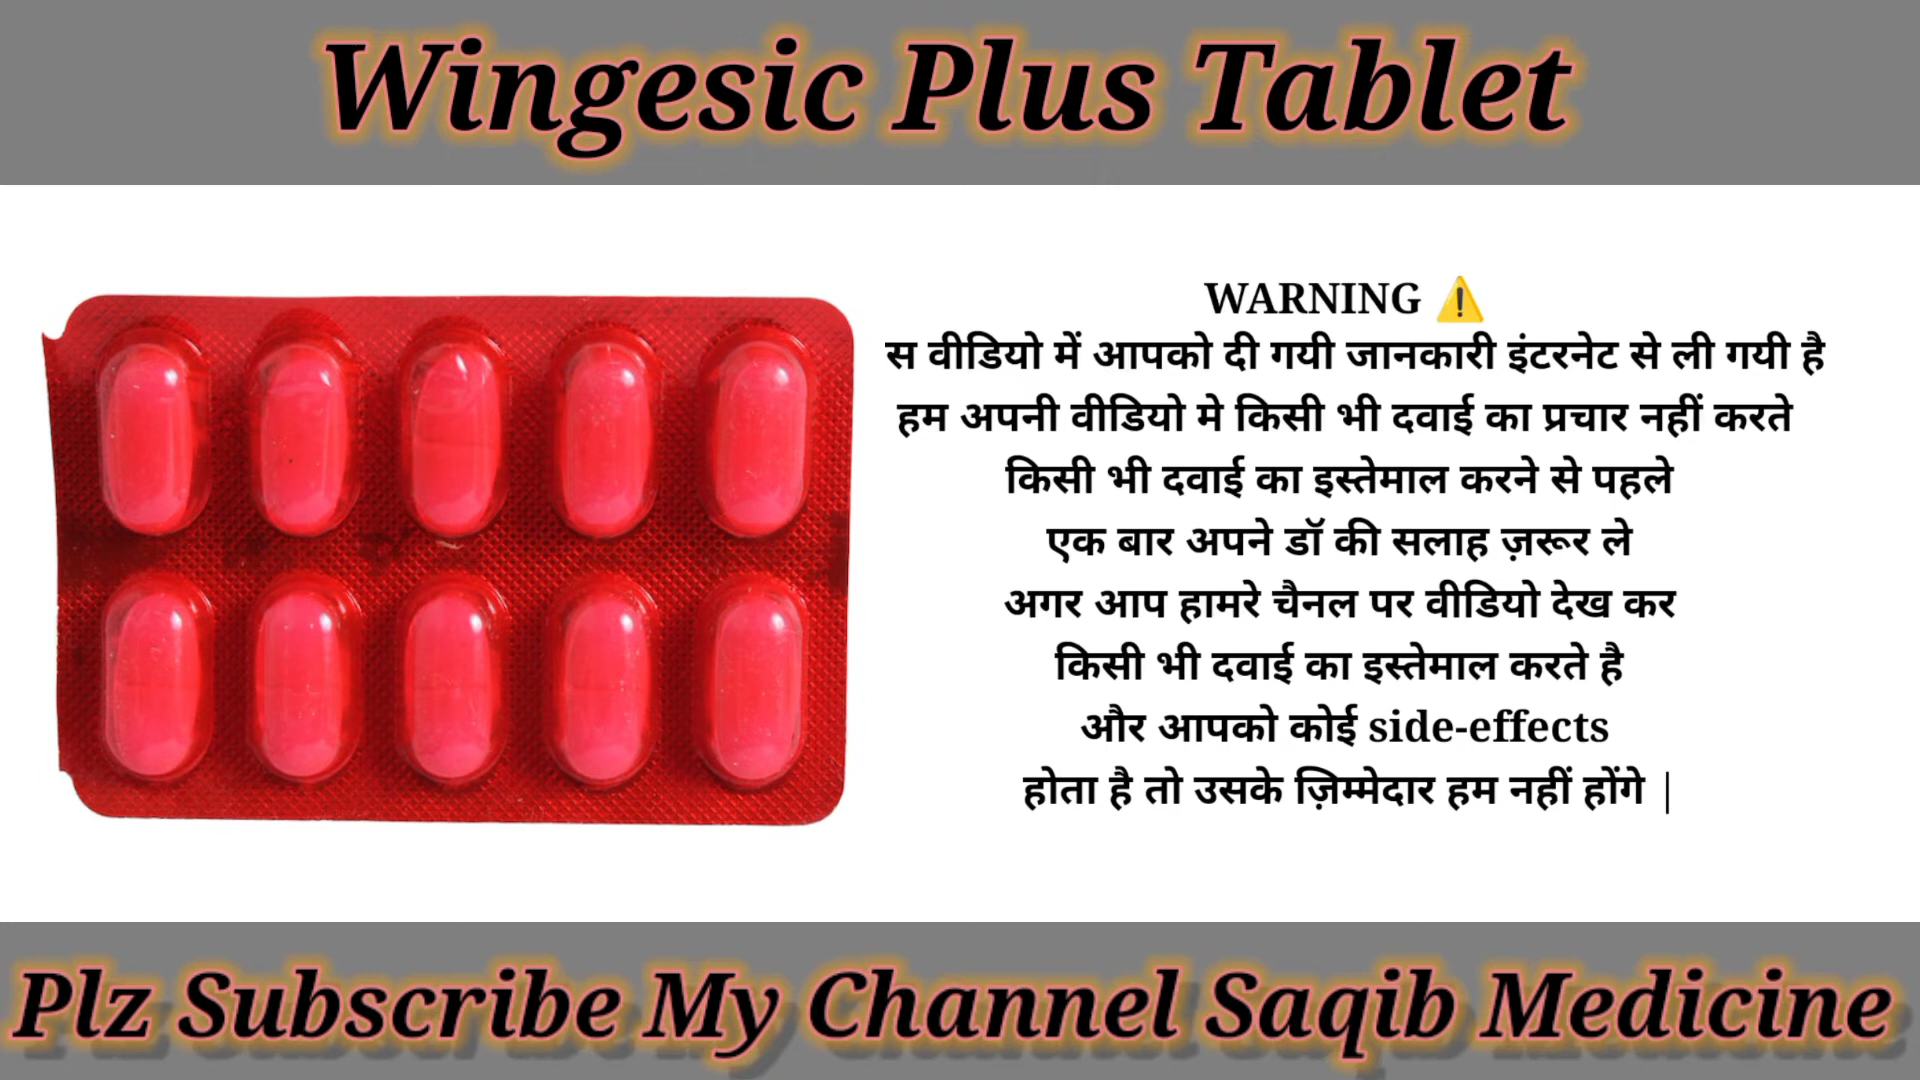 Wingesic Plus Tablet
WARNING ⚠️
स वीडियो में आपको दी गयी जानकारी इंटरनेट से ली गयी है
हम अपनी वीडियो मे किसी भी दवाई का प्रचार नहीं करते
किसी भी दवाई का इस्तेमाल करने से पहले
एक बार अपने डॉ की सलाह ज़रूर ले
अगर आप हामरे चैनल पर वीडियो देख कर
किसी भी दवाई का इस्तेमाल करते है
और आपको कोई side-effects
होता है तो उसके ज़िम्मेदार हम नहीं होंगे |
Plz Subscribe My Channel Saqib Medicine